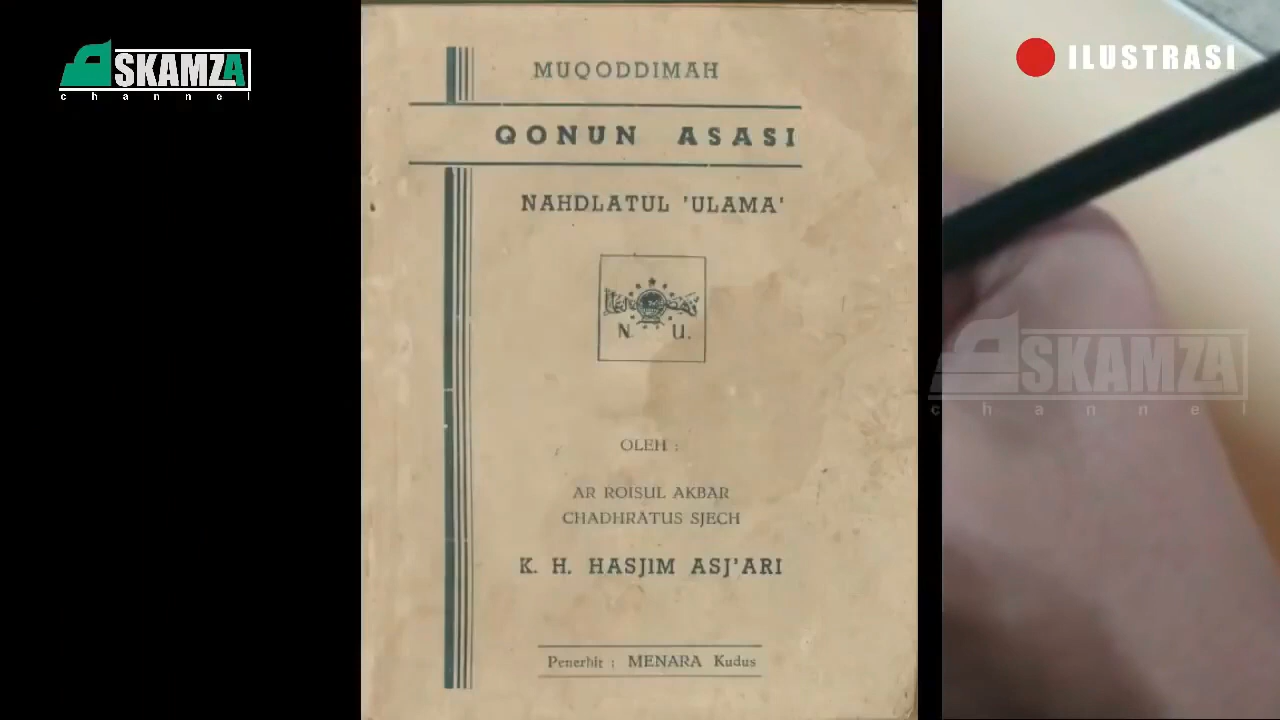 SKAMZA
channel
ILUSTRASI
MUQODDIMAH
QONUN ASASI
NAHDLATUL 'ULAMA'
N. U.
OLEH :
AR ROISUL AKBAR
CHADHRATUS SJECH
K. H. HASJIM ASJ'ARI
Penerbit : MENARA Kudus
SKAMZA
channel